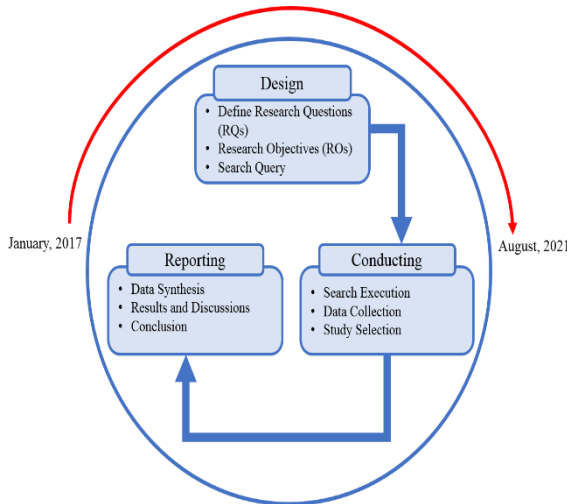 Design
• Define Research Questions
(RQs)
• Research Objectives (ROs)
• Search Query
January, 2017
August, 2021
Reporting
• Data Synthesis
• Results and Discussions
• Conclusion
Conducting
• Search Execution
• Data Collection
• Study Selection